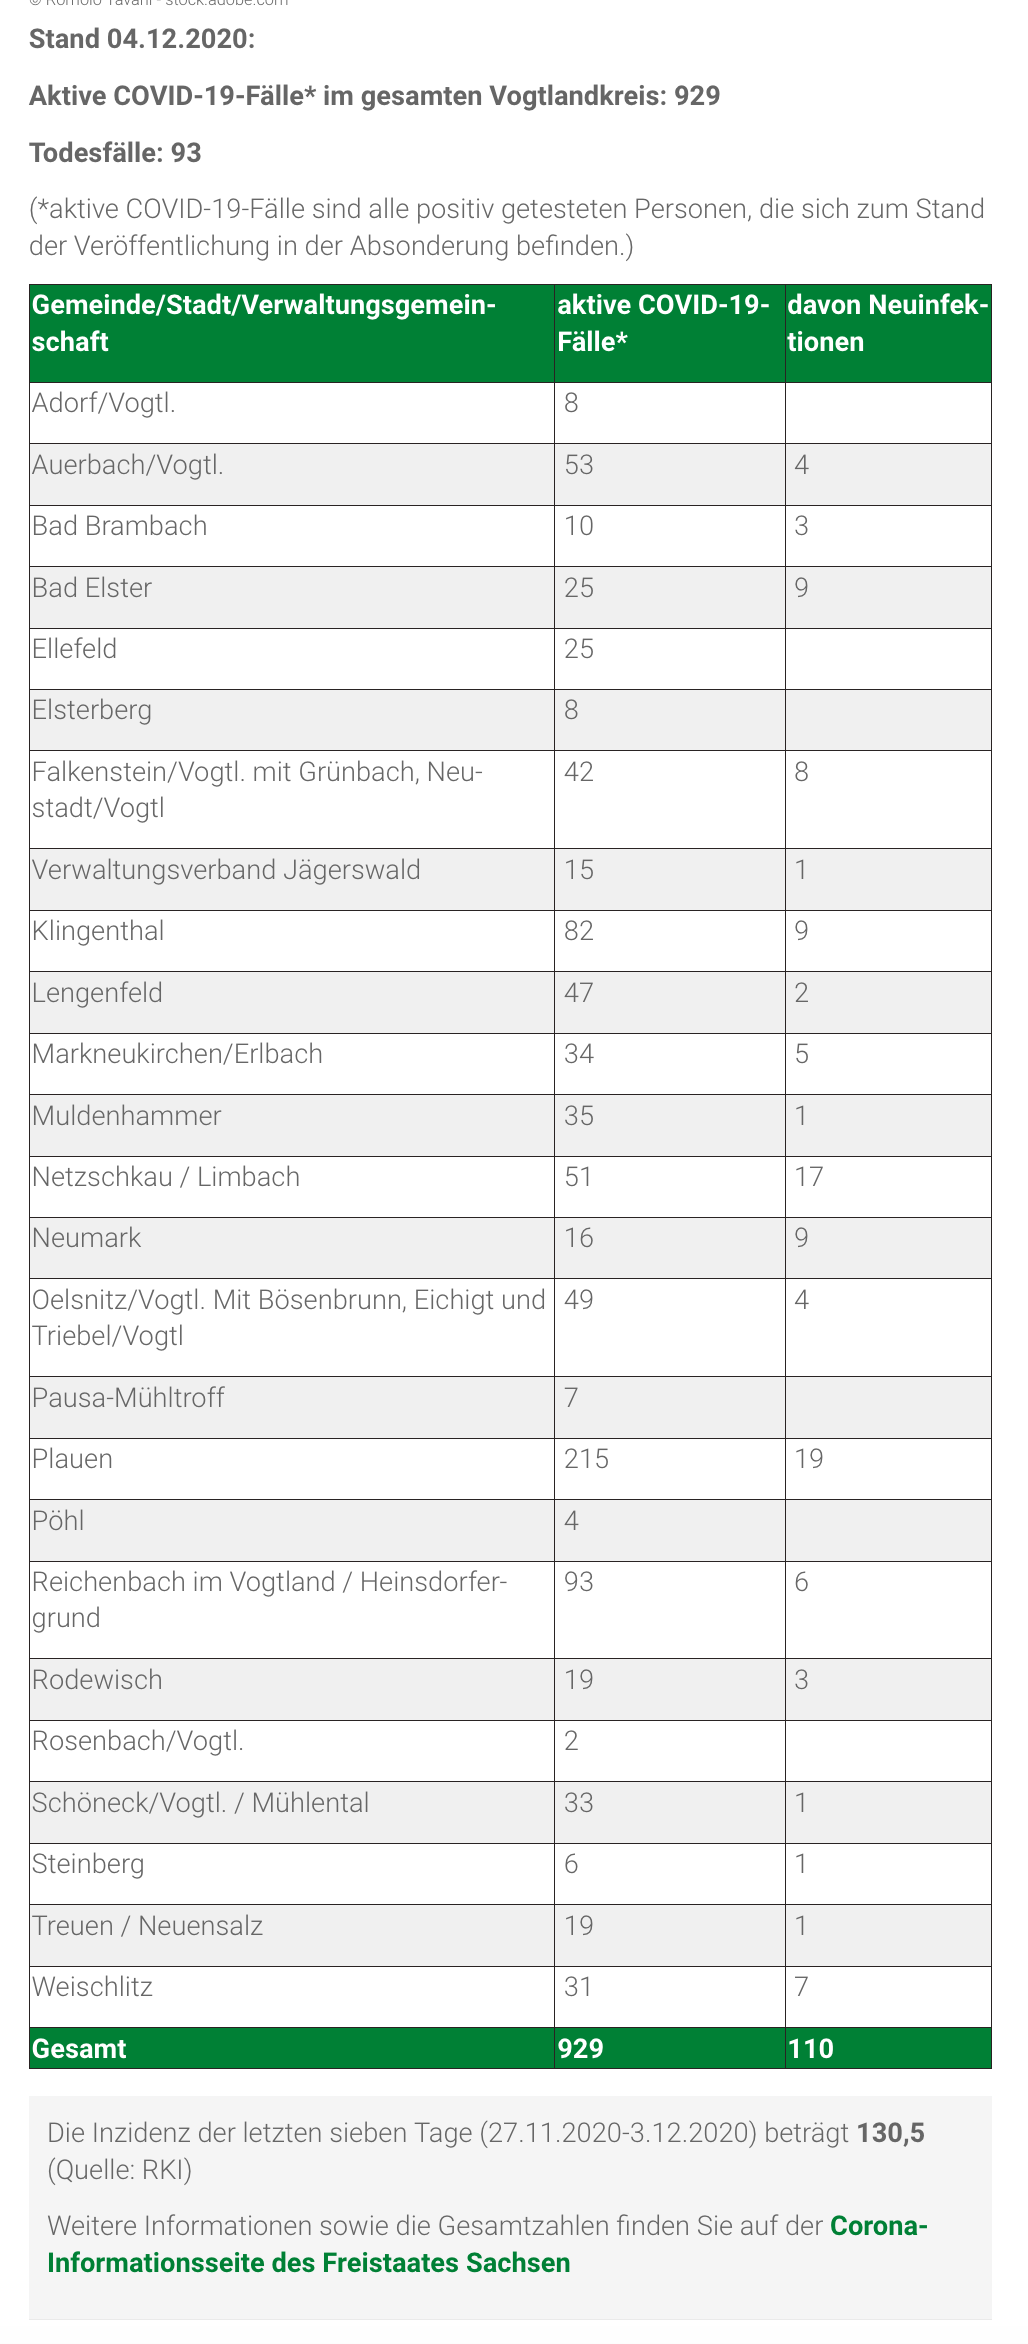 © Romolo Tavani - stock.adobe.com
Stand 04.12.2020:
Aktive COVID-19-Fälle* im gesamten Vogtlandkreis: 929
Todesfälle: 93
(*aktive COVID-19-Fälle sind alle positiv getesteten Personen, die sich zum Stand
der Veröffentlichung in der Absonderung befinden.)
Gemeinde/Stadt/Verwaltungsgemein-
schaft
aktive COVID-19-
Fälle*
davon Neuinfek-
tionen
Adorf/Vogtl. 8
Auerbach/Vogtl. 53 4
Bad Brambach 10 3
Bad Elster 25 9
Ellefeld 25
Elsterberg 8
Falkenstein/Vogtl. mit Grünbach, Neu-
stadt/Vogtl
42 8
Verwaltungsverband Jägerswald 15 1
Klingenthal 82 9
Lengenfeld 47 2
Markneukirchen/Erlbach 34 5
Muldenhammer 35 1
Netzschkau / Limbach 51 17
Neumark 16 9
Oelsnitz/Vogtl. Mit Bösenbrunn, Eichigt und
Triebel/Vogtl
49 4
Pausa-Mühltroff 7
Plauen 215 19
Pöhl 4
Reichenbach im Vogtland / Heinsdorfer-
grund
93 6
Rodewisch 19 3
Rosenbach/Vogtl. 2
Schöneck/Vogtl. / Mühlental 33 1
Steinberg 6 1
Treuen / Neuensalz 19 1
Weischlitz 31 7
Gesamt 929 110
Die Inzidenz der letzten sieben Tage (27.11.2020-3.12.2020) beträgt 130,5
(Quelle: RKI)
Weitere Informationen sowie die Gesamtzahlen finden Sie auf der Corona-
Informationsseite des Freistaates Sachsen